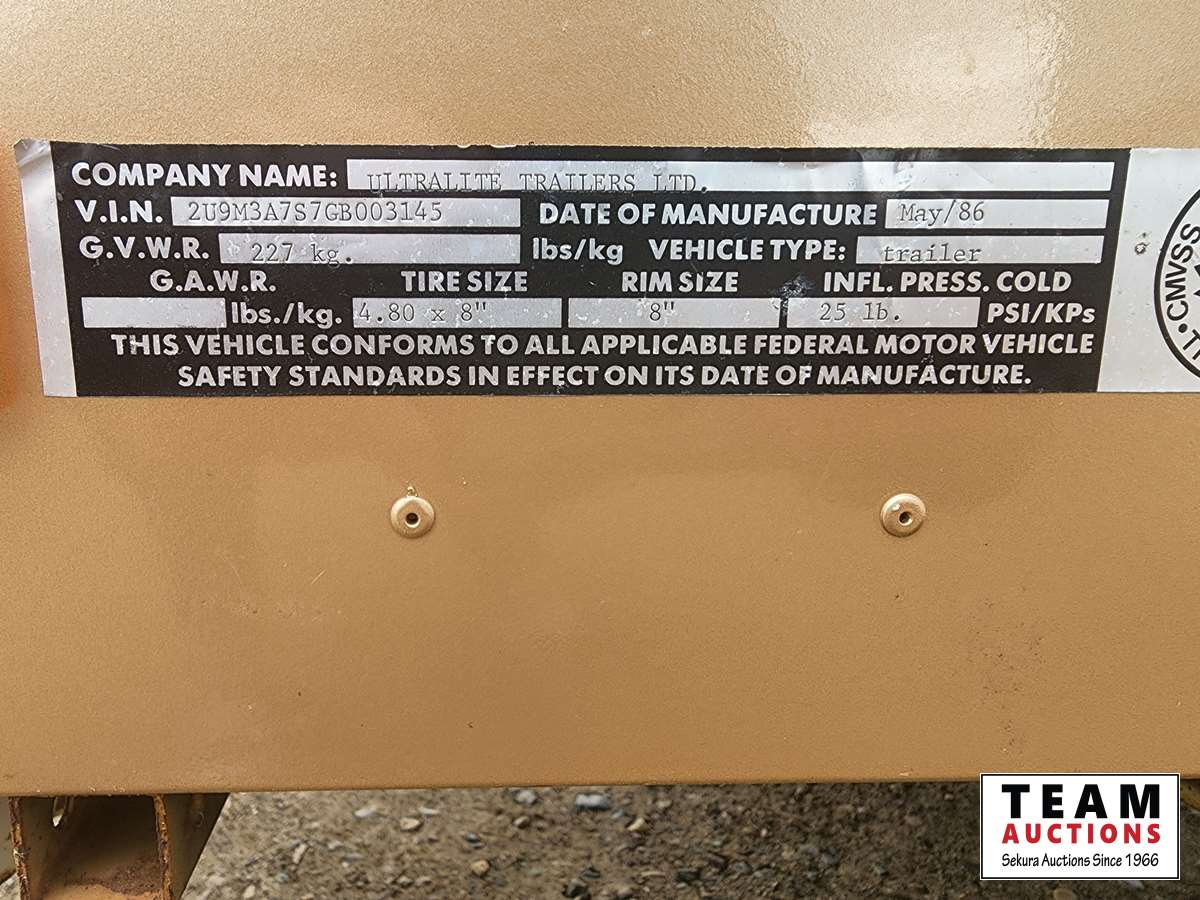 COMPANY NAME: ULTRALITE TRAILERS LTD.
V.I.N. 2U9M3A7S7GB003145 DATE OF MANUFACTURE May/86
G.V.W.R. 227 kg. lbs/kg VEHICLE TYPE: trailer
G.A.W.R. TIRE SIZE RIM SIZE INFL. PRESS. COLD
lbs./kg. 4.80 x 8" 8" 25 lb. PSI/KPs
THIS VEHICLE CONFORMS TO ALL APPLICABLE FEDERAL MOTOR VEHICLE
SAFETY STANDARDS IN EFFECT ON ITS DATE OF MANUFACTURE.
CMVSS
TEAM
AUCTIONS
Sekura Auctions Since 1966